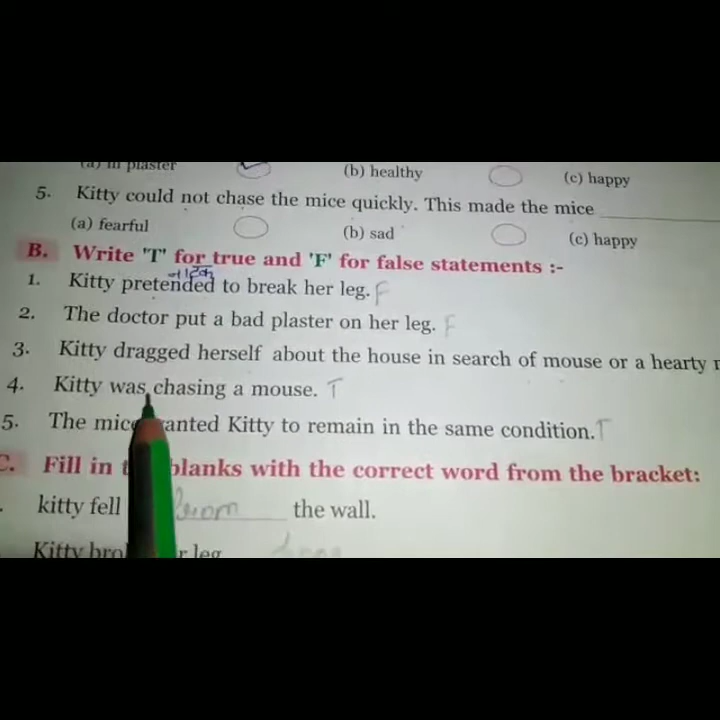 (a) in plaster (b) healthy (c) happy
5. Kitty could not chase the mice quickly. This made the mice
(a) fearful (b) sad (c) happy
B. Write 'T' for true and 'F' for false statements :-
1. Kitty pretended to break her leg. F
2. The doctor put a bad plaster on her leg. F
3. Kitty dragged herself about the house in search of mouse or a hearty
4. Kitty was chasing a mouse. T
5. The mice wanted Kitty to remain in the same condition. T
C. Fill in blanks with the correct word from the bracket:
kitty fell from the wall.
Kitty leg